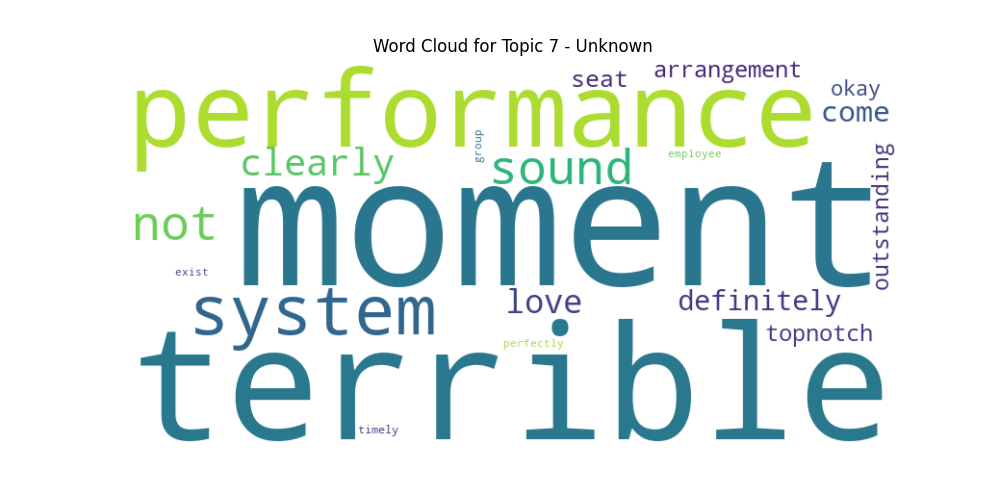 Word Cloud for Topic 7 - Unknown
performance
seat
arrangement
okay
come
group
employee
clearly
sound
outstanding
not
moment
exist
system
love
definitely
topnotch
perfectly
terrible
timely